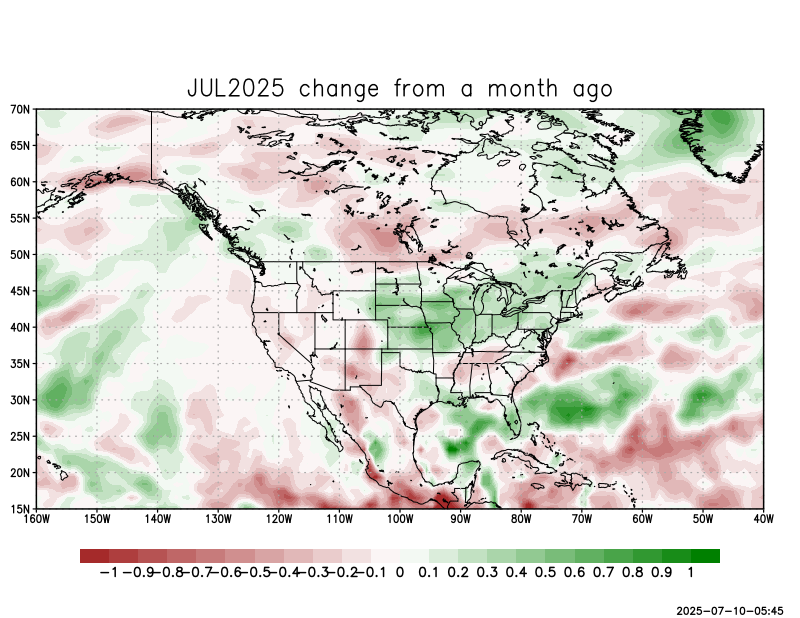 JUL2025 change from a month ago
70N
65N
60N
55N
50N
45N
40N
35N
30N
25N
20N
15N
160W 150W 140W 130W 120W 110W 100W 90W 80W 70W 60W 50W 40W
−1 −0.9 −0.8 −0.7 −0.6 −0.5 −0.4 −0.3 −0.2 −0.1 0 0.1 0.2 0.3 0.4 0.5 0.6 0.7 0.8 0.9 1
2025-07-10-05:45